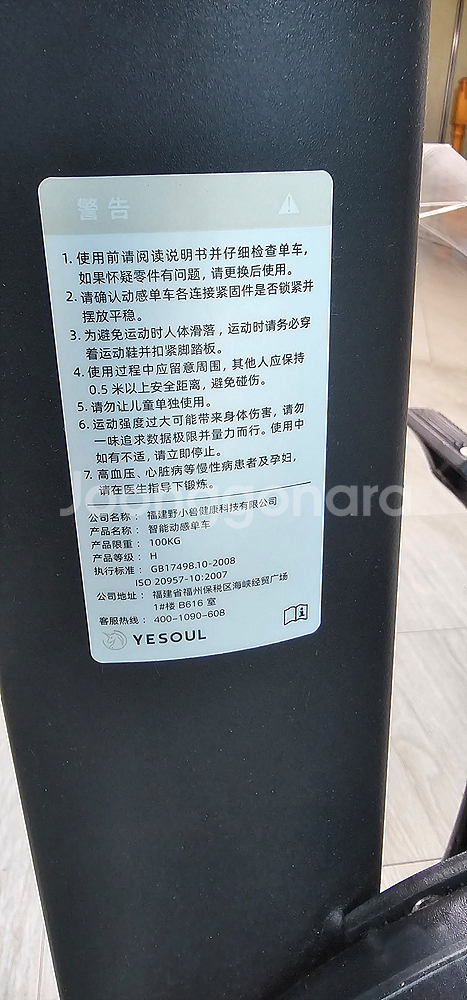 警告
1. 使用前请阅读说明书并仔细检查单车,
如果怀疑零件有问题, 请更换后使用。
2. 请确认动感单车各连接紧固件是否锁紧并
摆放平稳。
3. 为避免运动时人体滑落, 运动时请务必穿
着运动鞋并扣紧脚踏板。
4. 使用过程中应留意周围, 其他人应保持
0.5 米以上安全距离, 避免碰伤。
5. 请勿让儿童单独使用。
6. 运动强度过大可能带来身体伤害, 请勿
一味追求数据极限并量力而行。使用中
如有不适, 请立即停止。
7. 高血压、心脏病等慢性病患者及孕妇,
请在医生指导下锻炼。
Joonggonara
公司名称: 福建野小兽健康科技有限公司
产品名称: 智能动感单车
产品限重: 100KG
产品等级: H
执行标准: GB17498.10-2008
ISO 20957-10:2007
公司地址: 福建省福州保税区海峡经贸广场
1#楼 B616 室
客服热线: 400-1090-608
YESOUL